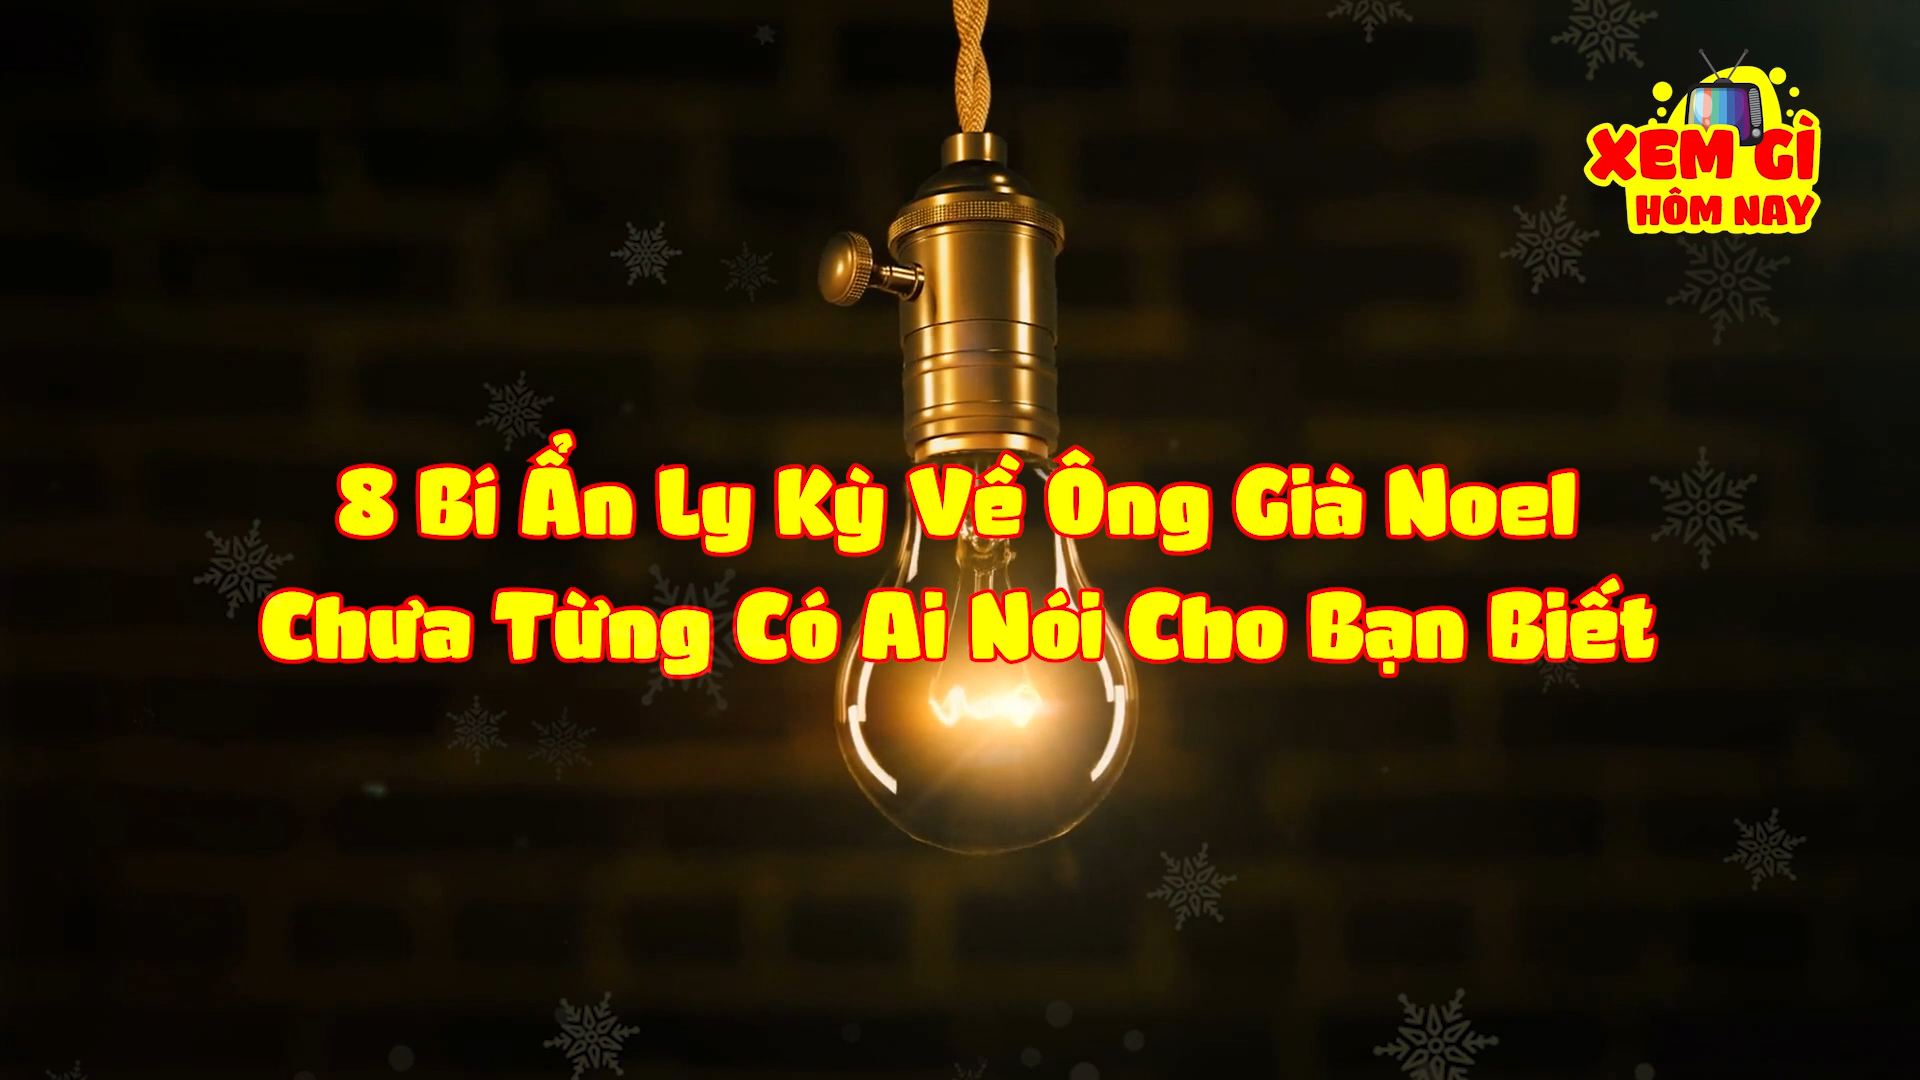 XEM GÌ
HÔM NAY
8 Bí Ẩn Ly Kỳ Về Ông Già Noel
Chưa Từng Có Ai Nói Cho Bạn Biết